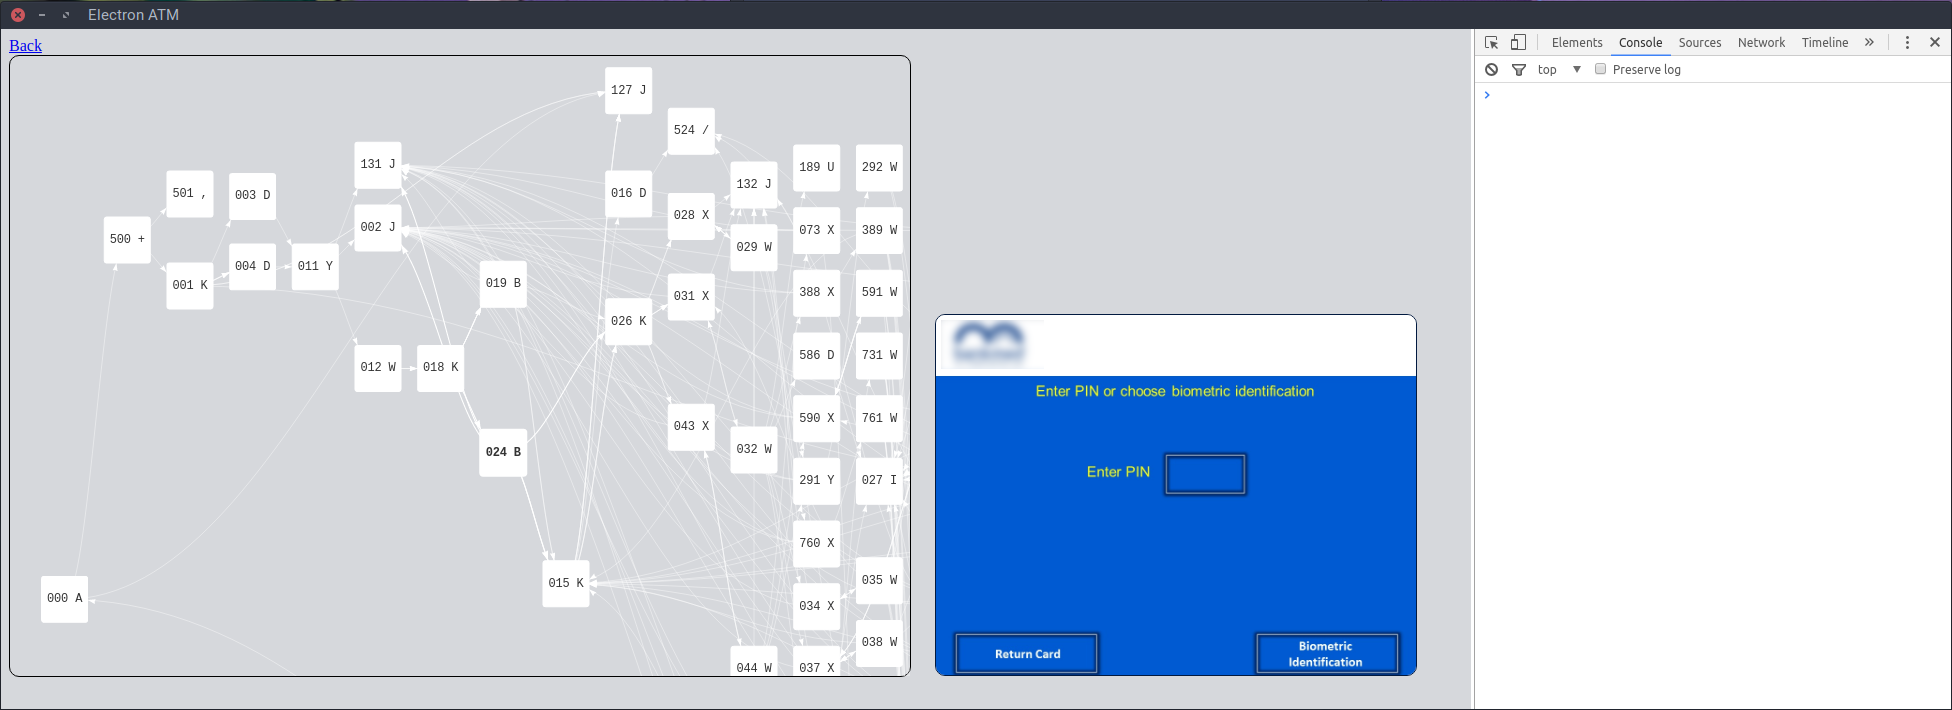 Electron ATM
Back
Elements Console Sources Network Timeline »
top Preserve log
127 J
524 /
131 J
189 U
292 W
132 J
501 ,
003 D
016 D
028 X
002 J
073 X
389 W
500 +
029 W
004 D
011 Y
001 K
019 B
031 X
388 X
591 W
026 K
586 D
731 W
012 W
018 K
043 X
590 X
761 W
024 B
032 W
291 Y
027 I
760 X
015 K
035 W
000 A
034 X
038 W
044 W
037 X
Enter PIN or choose biometric identification
Enter PIN
Return Card
Biometric
Identification